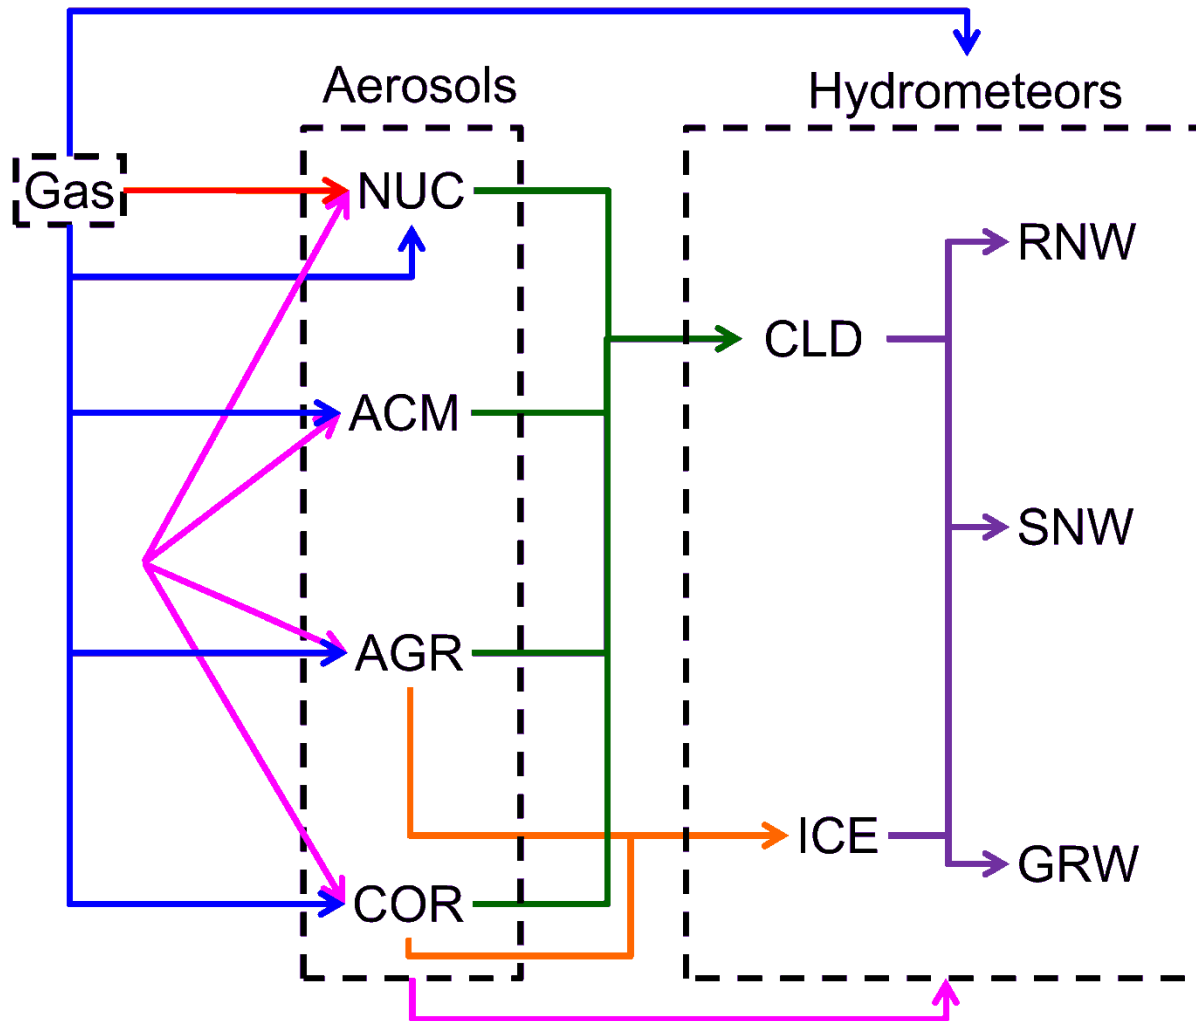 Aerosols
Hydrometeors
Gas
NUC
RNW
CLD
ACM
SNW
AGR
ICE
GRW
COR